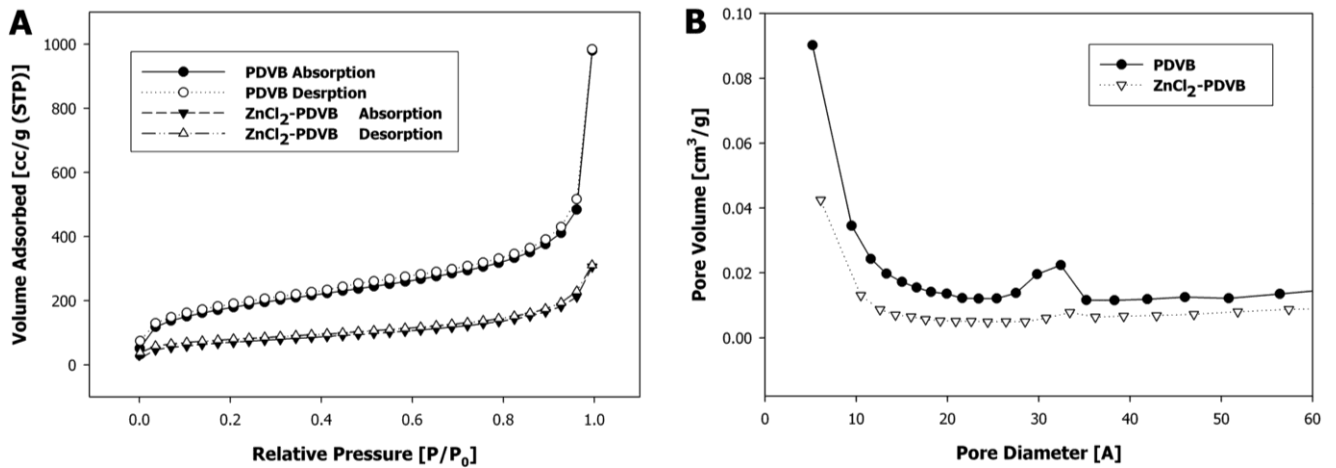 A
PDVB Absorption
PDVB Desrption
ZnCl2-PDVB Absorption
ZnCl2-PDVB Desorption
Volume Adsorbed [cc/g (STP)]
1000
800
600
400
200
0
0.0 0.2 0.4 0.6 0.8 1.0
Relative Pressure [P/P0]
B
PDVB
ZnCl2-PDVB
Pore Volume [cm3/g]
0.10
0.08
0.06
0.04
0.02
0.00
0 10 20 30 40 50 60
Pore Diameter [A]